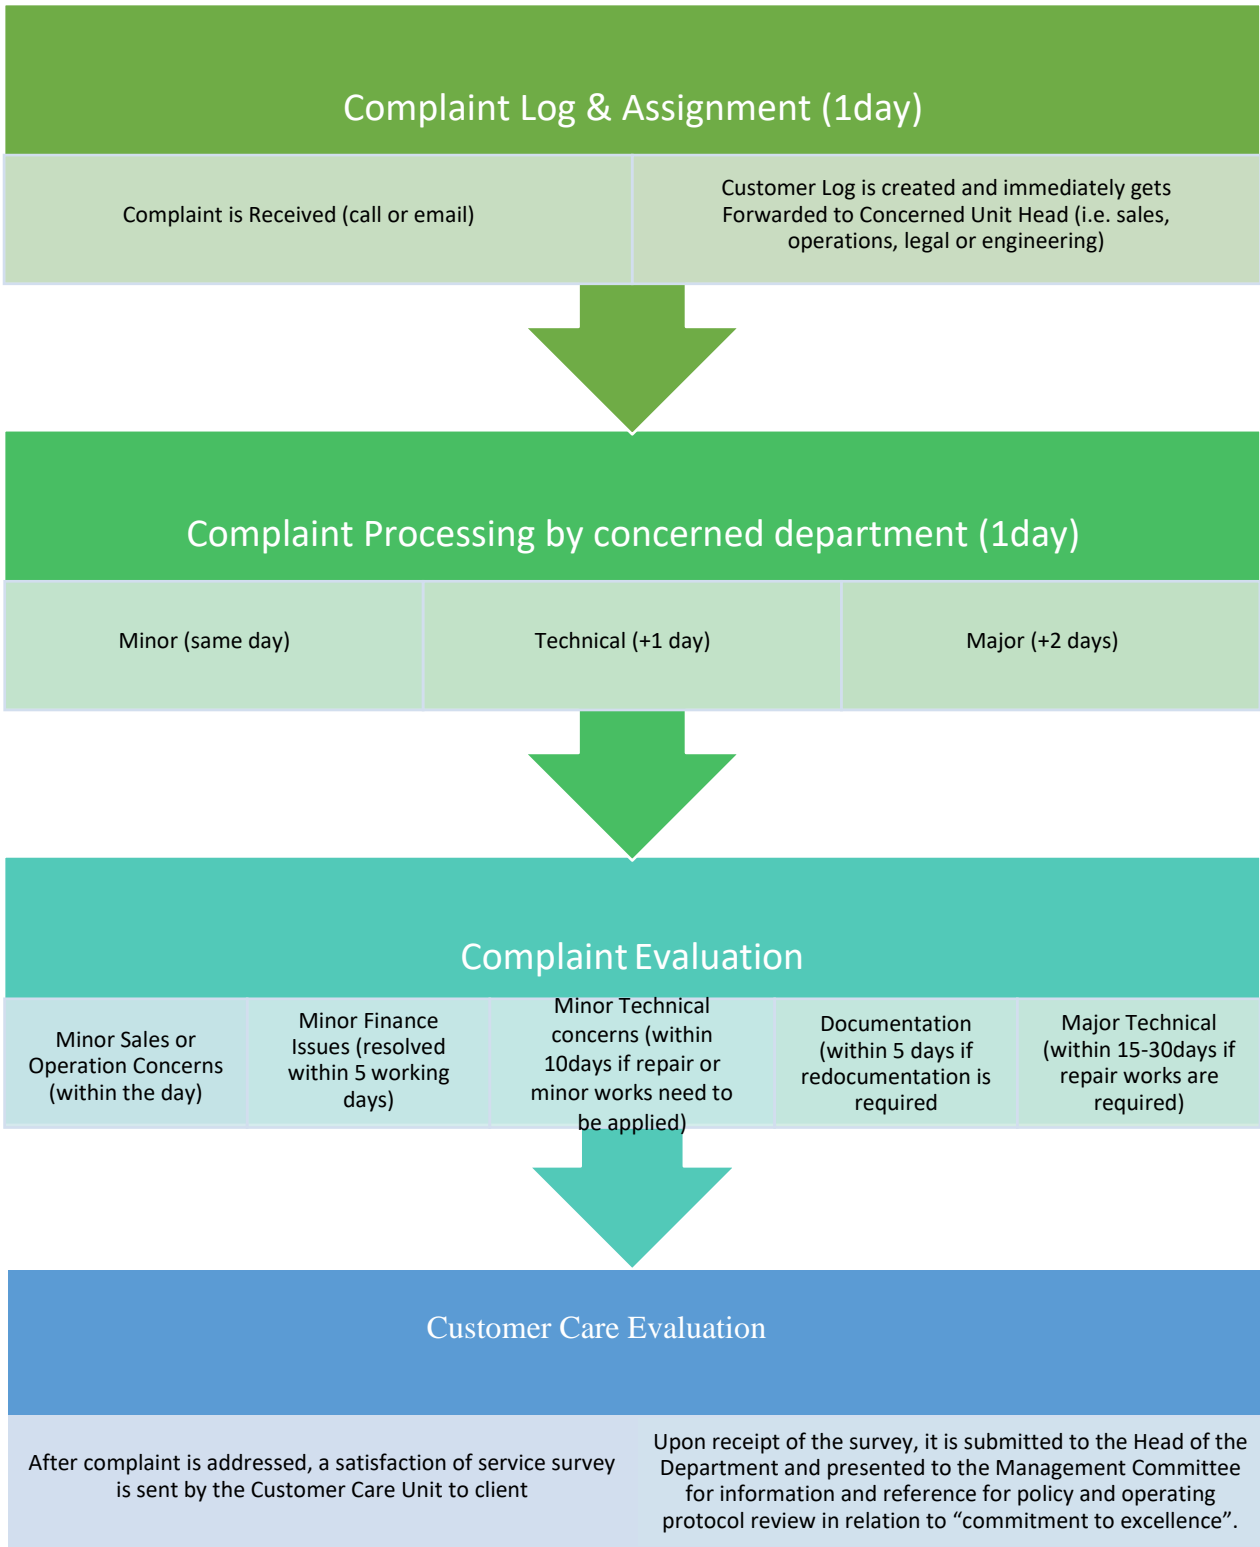 Complaint Log & Assignment (1day)
Complaint is Received (call or email)
Customer Log is created and immediately gets
Forwarded to Concerned Unit Head (i.e. sales,
operations, legal or engineering)
Complaint Processing by concerned department (1day)
Minor (same day)
Technical (+1 day)
Major (+2 days)
Complaint Evaluation
Minor Sales or
Operation Concerns
(within the day)
Minor Finance
Issues (resolved
within 5 working
days)
Minor Technical
concerns (within
10days if repair or
minor works need to
be applied)
Documentation
(within 5 days if
redocumentation is
required
Major Technical
(within 15-30days if
repair works are
required)
Customer Care Evaluation
After complaint is addressed, a satisfaction of service survey
is sent by the Customer Care Unit to client
Upon receipt of the survey, it is submitted to the Head of the
Department and presented to the Management Committee
for information and reference for policy and operating
protocol review in relation to “commitment to excellence”.